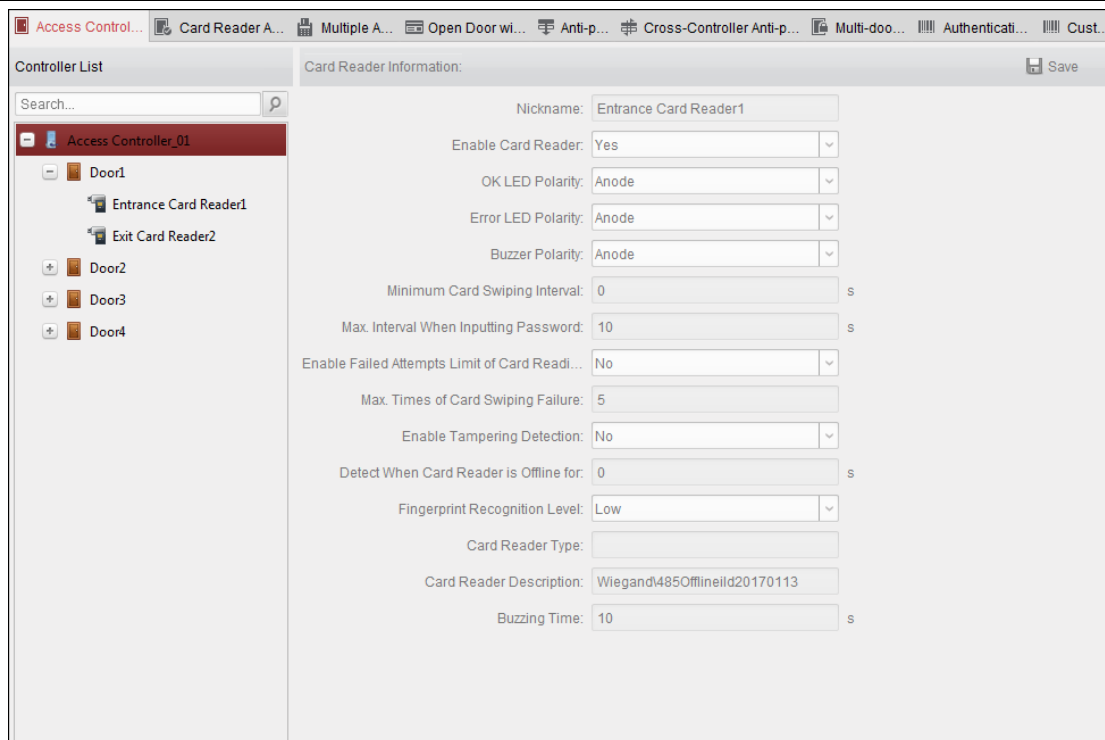 Access Control... Card Reader A... Multiple A... Open Door wi... Anti-p... Cross-Controller Anti-p... Multi-doo... Authenticati... Cust...
Controller List
Card Reader Information:
Save
Search...
Access Controller_01
Door1
Entrance Card Reader1
Exit Card Reader2
Door2
Door3
Door4
Nickname: Entrance Card Reader1
Enable Card Reader: Yes
OK LED Polarity: Anode
Error LED Polarity: Anode
Buzzer Polarity: Anode
Minimum Card Swiping Interval: 0 s
Max. Interval When Inputting Password: 10 s
Enable Failed Attempts Limit of Card Readi... No
Max. Times of Card Swiping Failure: 5
Enable Tampering Detection: No
Detect When Card Reader is Offline for: 0 s
Fingerprint Recognition Level: Low
Card Reader Type:
Card Reader Description: Wiegand\485Offlineild20170113
Buzzing Time: 10 s